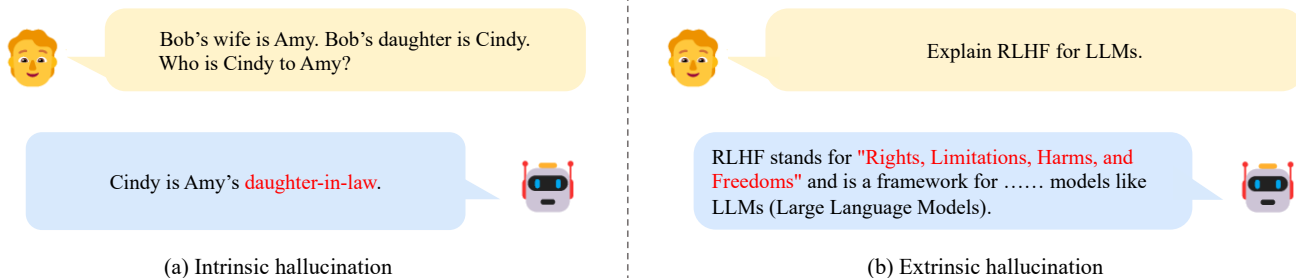 Bob's wife is Amy. Bob's daughter is Cindy.
Who is Cindy to Amy?
Cindy is Amy's daughter-in-law.
(a) Intrinsic hallucination
Explain RLHF for LLMs.
RLHF stands for "Rights, Limitations, Harms, and
Freedoms" and is a framework for …… models like
LLMs (Large Language Models).
(b) Extrinsic hallucination